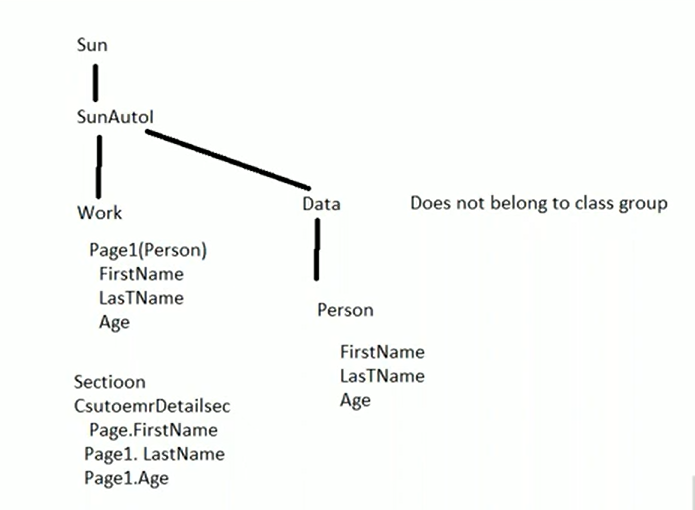 Sun
SunAutoI
Work
Data
Does not belong to class group
Page1(Person)
FirstName
LasTName
Age
Person
FirstName
LasTName
Age
Sectioon
CsutoemrDetailsec
Page.FirstName
Page1. LastName
Page1.Age